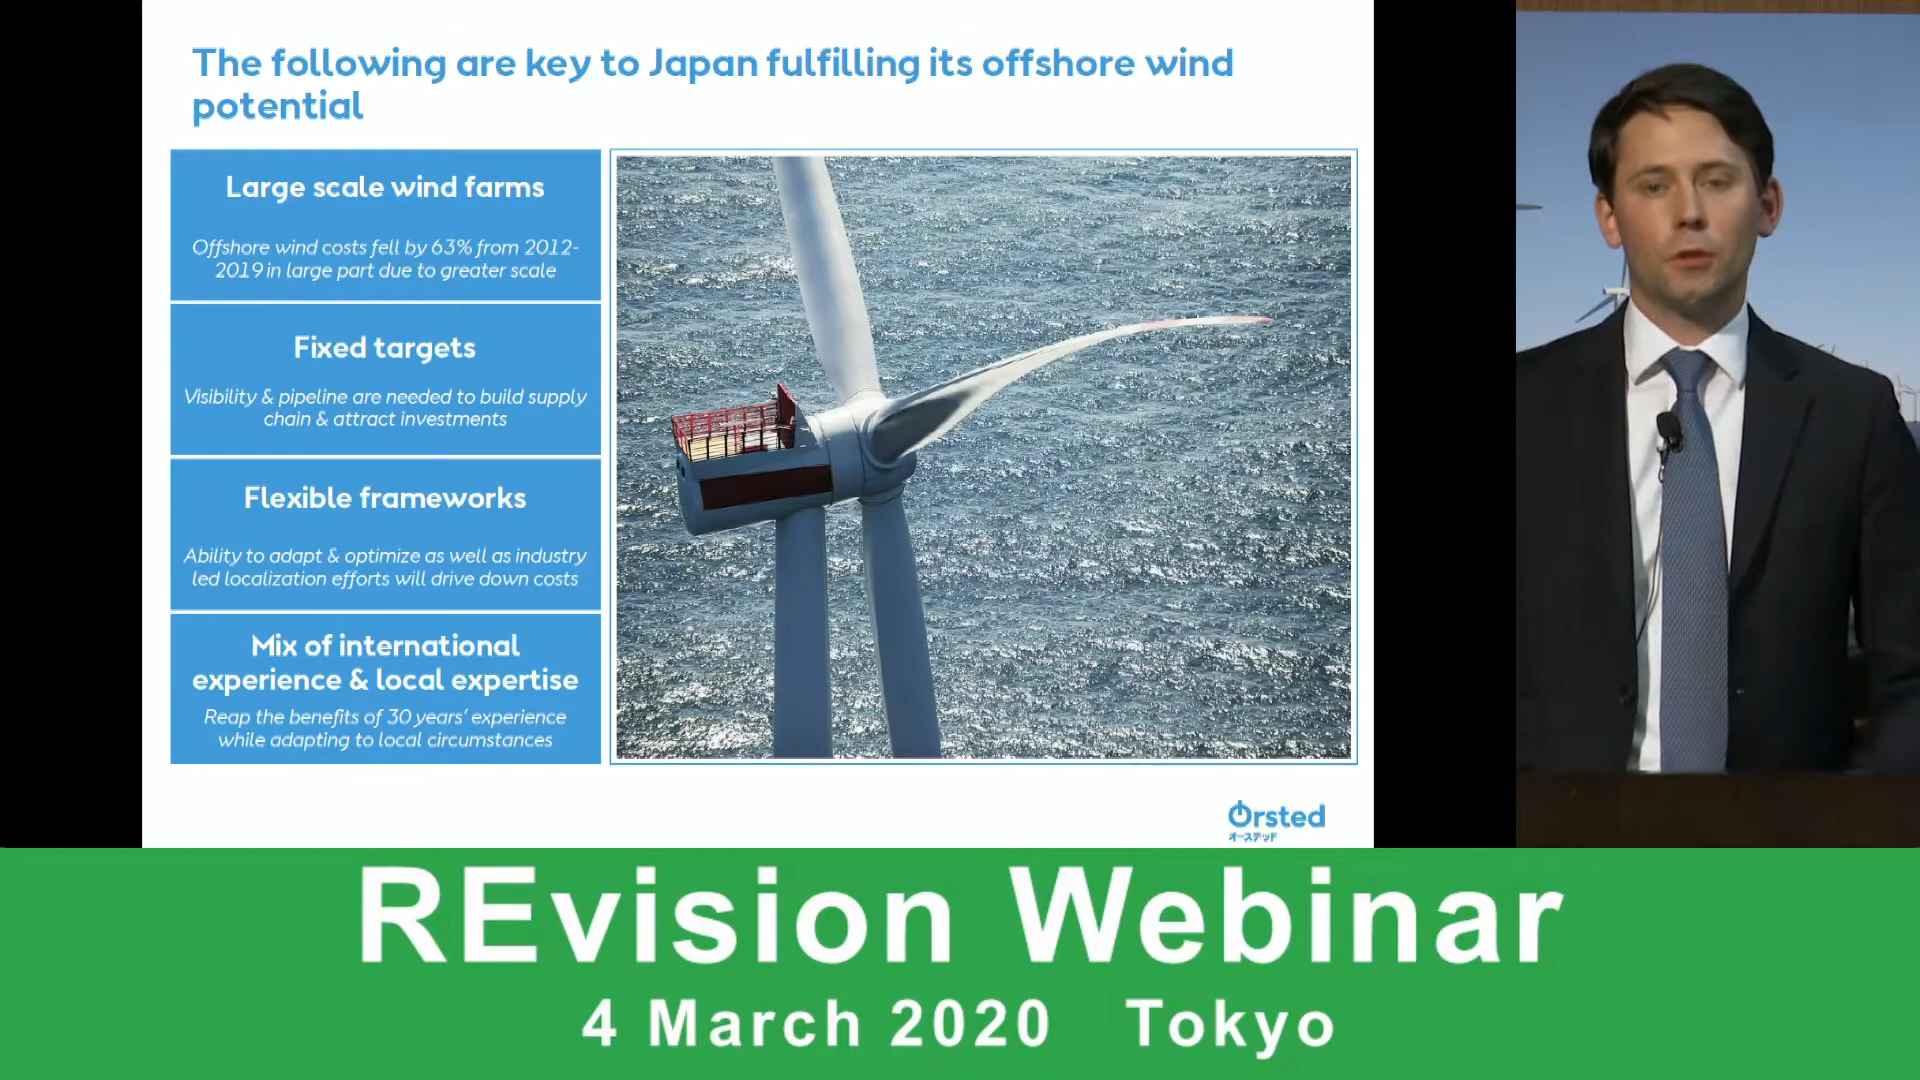 The following are key to Japan fulfilling its offshore wind
potential
Large scale wind farms
Offshore wind costs fell by 63% from 2012-
2019 in large part due to greater scale
Fixed targets
Visibility & pipeline are needed to build supply
chain & attract investments
Flexible frameworks
Ability to adapt & optimize as well as industry
led localization efforts will drive down costs
Mix of international
experience & local expertise
Reap the benefits of 30 years’ experience
while adapting to local circumstances
Ørsted
オーステッド
REvision Webinar
4 March 2020 Tokyo